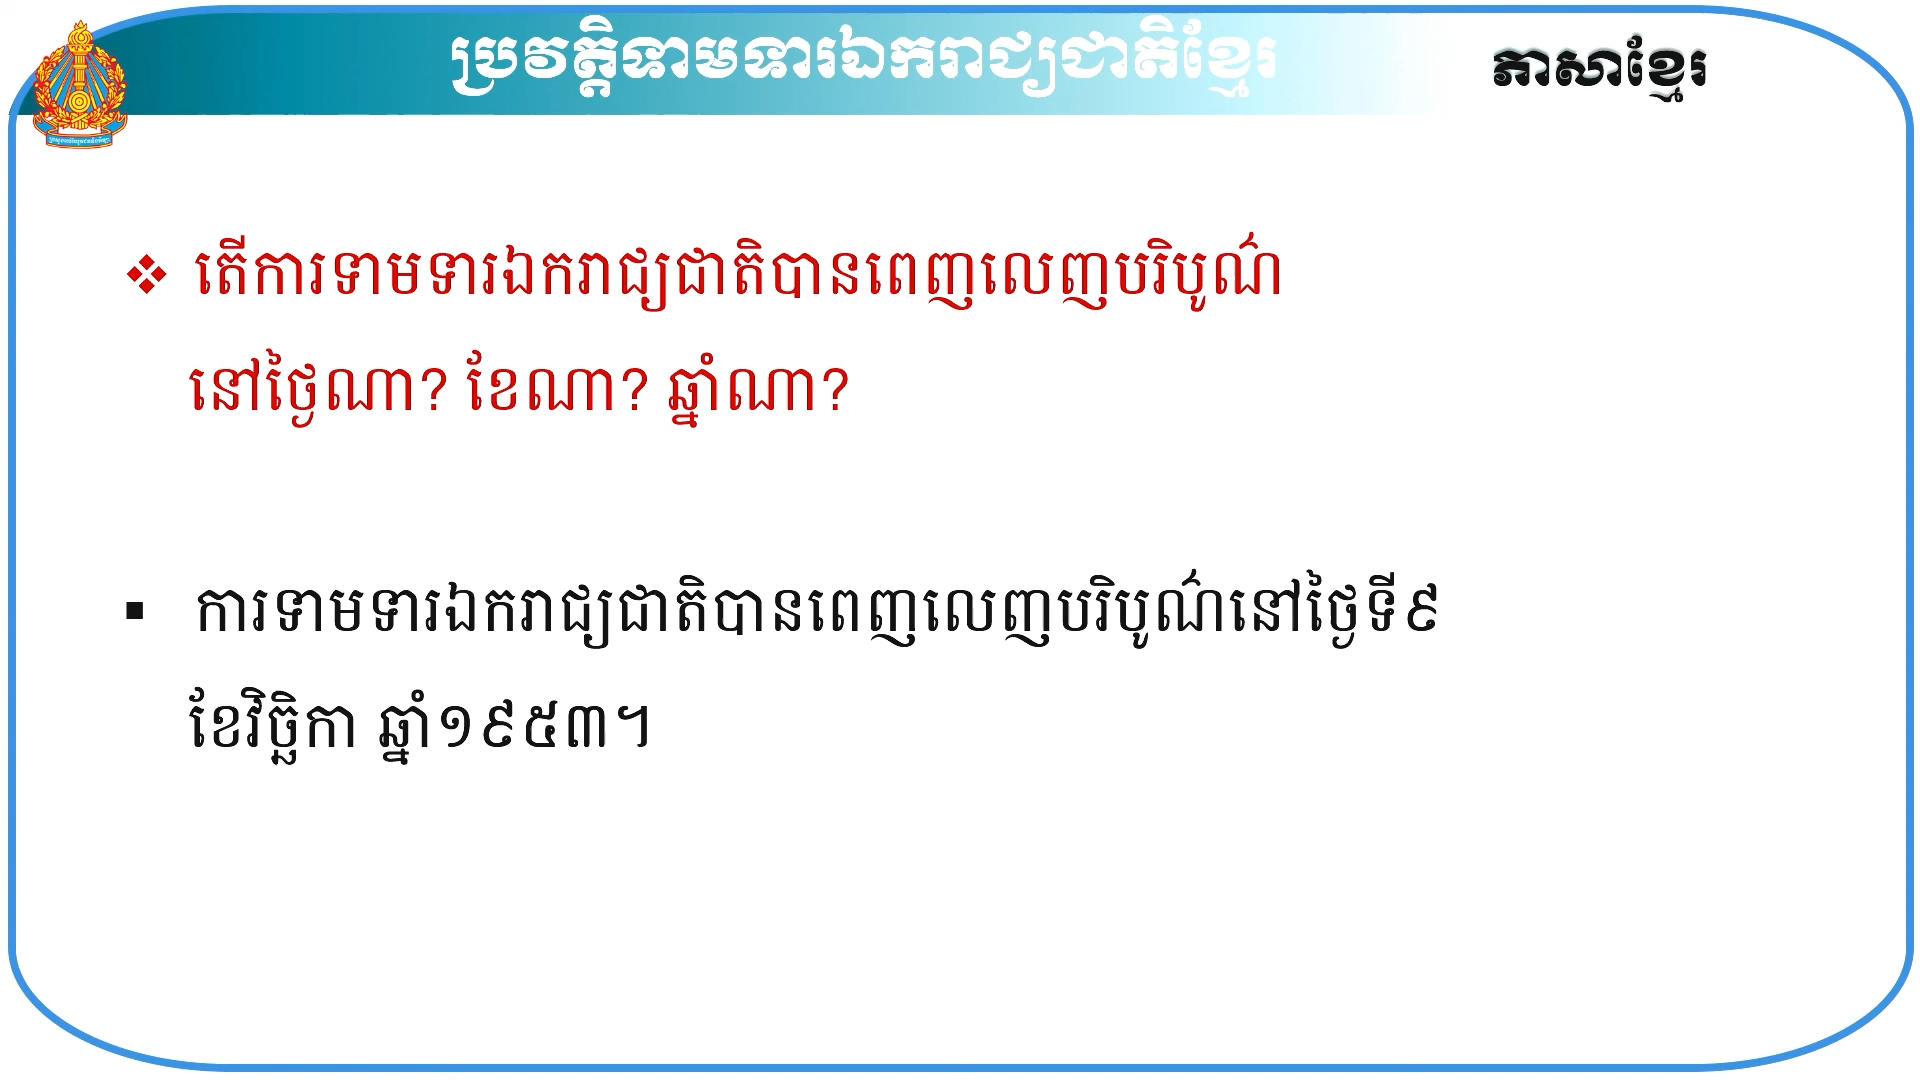 ប្រវត្តិទាមទារឯករាជ្យជាតិខ្មែរ
ភាសាខ្មែរ
តើការទាមទារឯករាជ្យជាតិបានពេញលេញបរិបូណ៌
នៅថ្ងៃណា? ខែណា? ឆ្នាំណា?
ការទាមទារឯករាជ្យជាតិបានពេញលេញបរិបូណ៌នៅថ្ងៃទី៩
ខែវិច្ឆិកា ឆ្នាំ១៩៥៣។